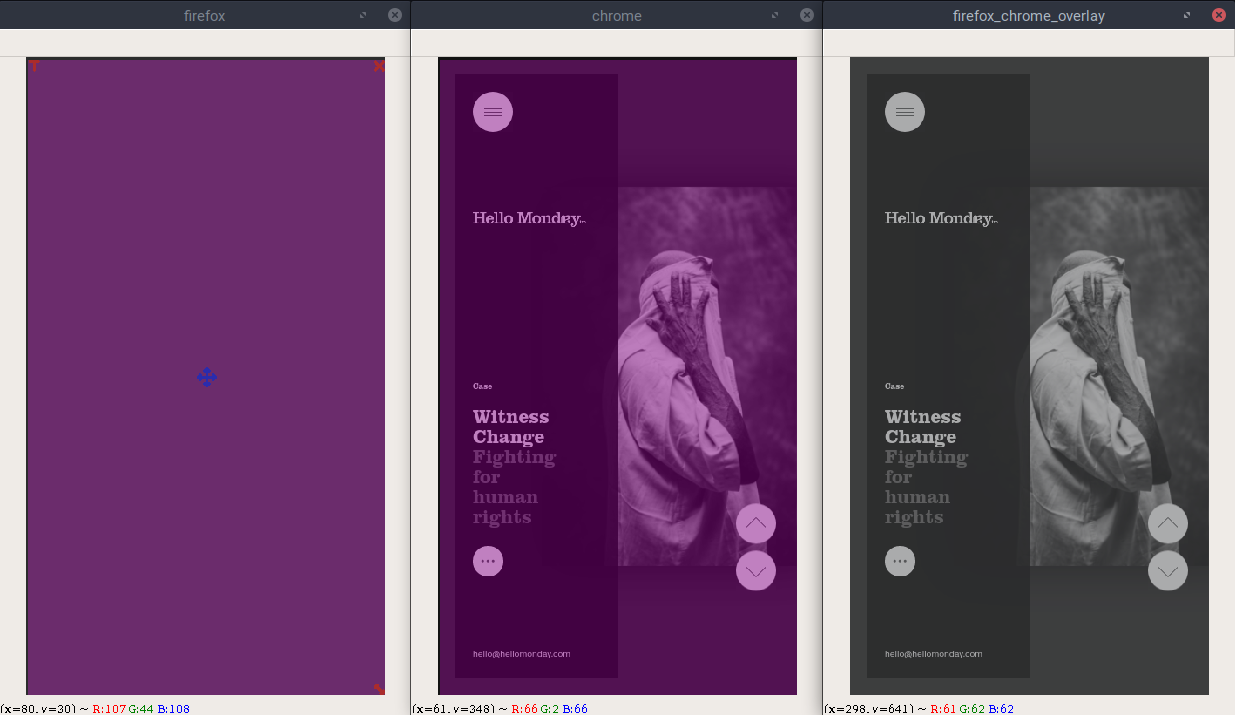 firefox
chrome
firefox_chrome_overlay
Hello Monday
Case
Witness
Change
Fighting
for
human
rights
hello@hellomonday.com
Hello Monday
Case
Witness
Change
Fighting
for
human
rights
hello@hellomonday.com
(x=80, y=30) ~ R:107 G:44 B:108
(x=61, y=348) ~ R:66 G:2 B:66
(x=298, y=641) ~ R:61 G:62 B:62